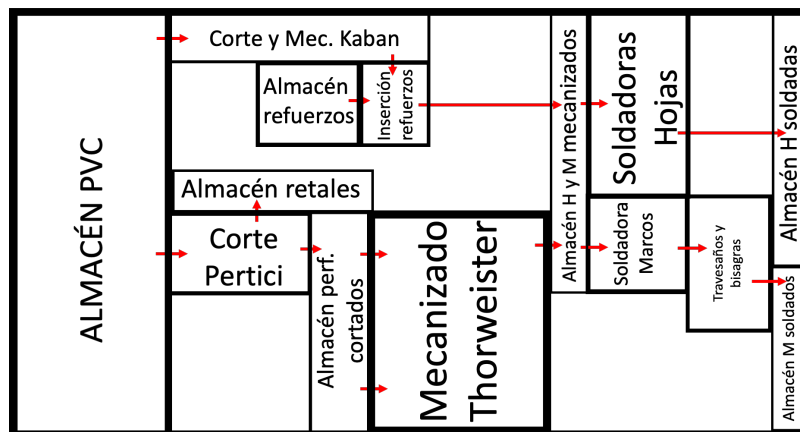 ALMACÉN PVC
Corte y Mec. Kaban
Almacén
refuerzos
Inserción
refuerzos
Almacén retales
Corte
Pertici
Almacén perf.
cortados
Mecanizado
Thorweister
Almacén H y M mecanizados
Soldadoras
Hojas
Soldadora
Marcos
Travesaños y
bisagras
Almacén H soldadas
Almacén M soldados